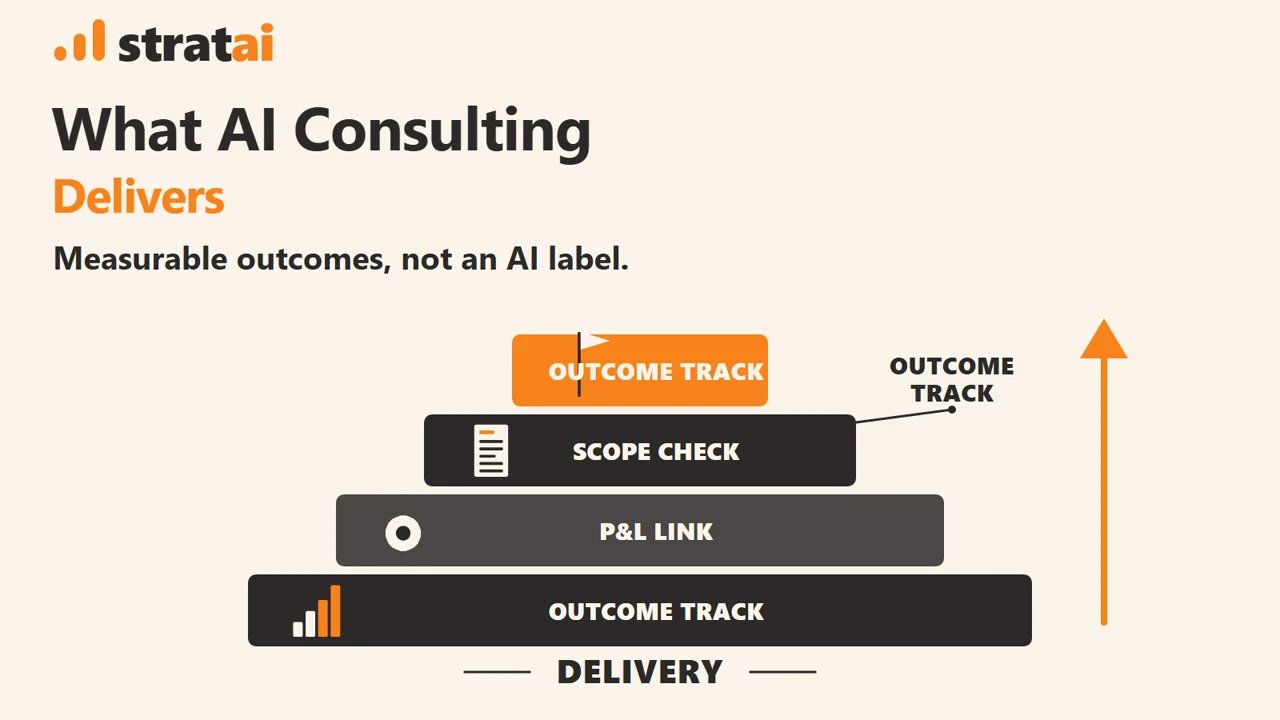 stratai
What AI Consulting
Delivers
Measurable outcomes, not an AI label.
OUTCOME TRACK
OUTCOME
TRACK
SCOPE CHECK
P&L LINK
OUTCOME TRACK
DELIVERY